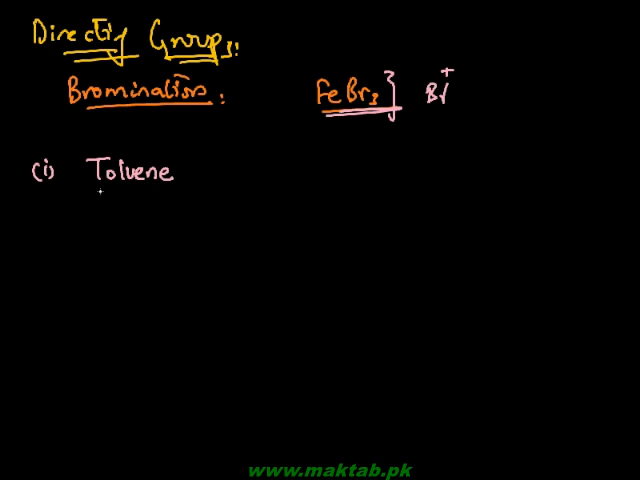 Directing Groups:
Bromination: FeBr3} Br+
(i) Toluene
www.maktab.pk